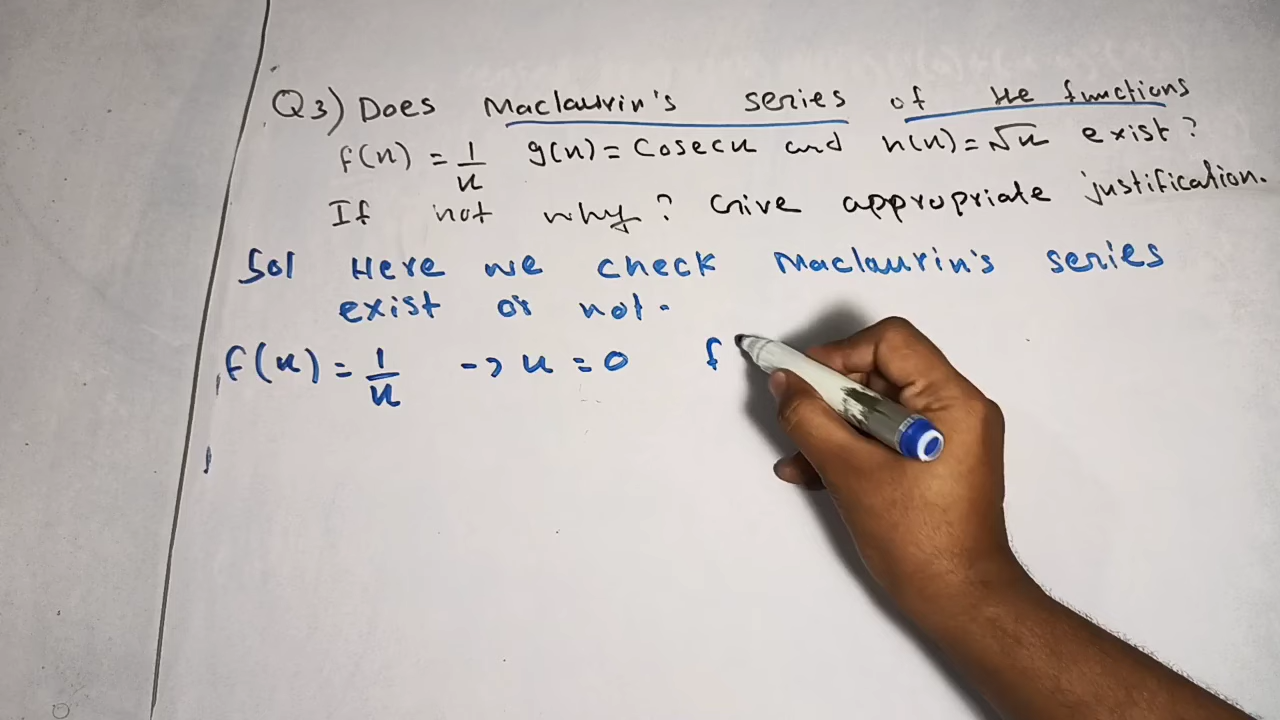 Q3) Does Maclaurin's series of the functions
f(x) = 1/x g(x) = Cosecx and h(x) = √x exist?
If not why? Give appropriate justification.
Sol Here we check Maclaurin's series
exist or not.
f(x) = 1/x -> x = 0 f